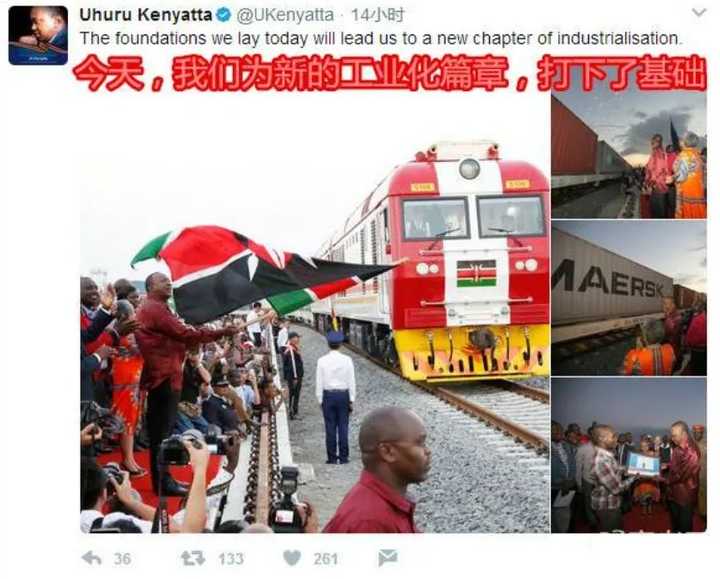 Uhuru Kenyatta @UKenyatta · 14小时
The foundations we lay today will lead us to a new chapter of industrialisation.
今天，我们为新的工业化篇章，打下了基础
MAERSK
36 133 261